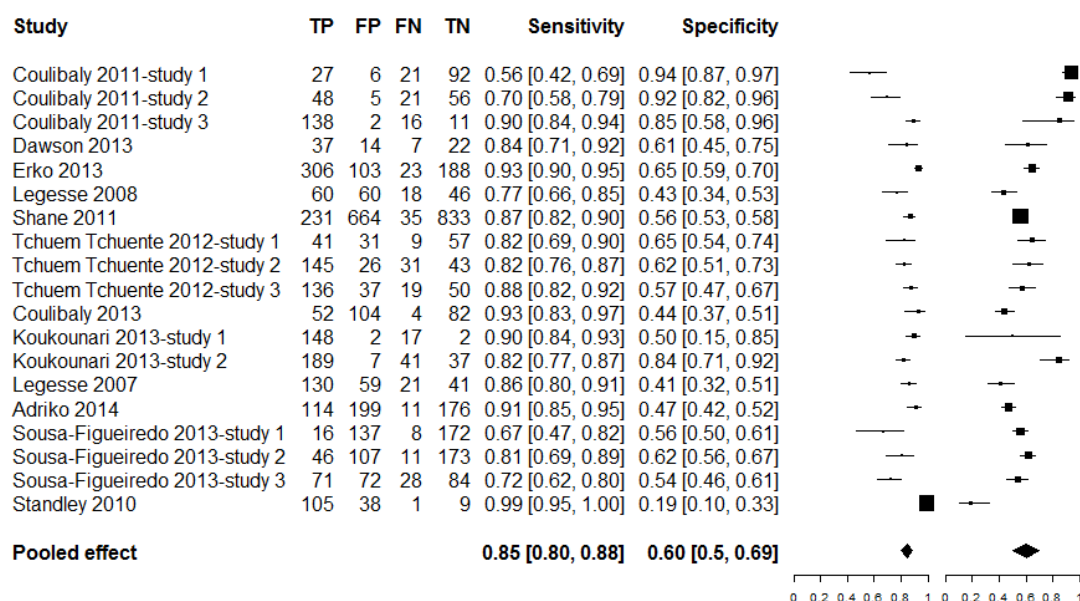 Study TP FP FN TN Sensitivity Specificity
Coulibaly 2011-study 1 27 6 21 92 0.56 [0.42, 0.69] 0.94 [0.87, 0.97]
Coulibaly 2011-study 2 48 5 21 56 0.70 [0.58, 0.79] 0.92 [0.82, 0.96]
Coulibaly 2011-study 3 138 2 16 11 0.90 [0.84, 0.94] 0.85 [0.58, 0.96]
Dawson 2013 37 14 7 22 0.84 [0.71, 0.92] 0.61 [0.45, 0.75]
Erko 2013 306 103 23 188 0.93 [0.90, 0.95] 0.65 [0.59, 0.70]
Legesse 2008 60 60 18 46 0.77 [0.66, 0.85] 0.43 [0.34, 0.53]
Shane 2011 231 664 35 833 0.87 [0.82, 0.90] 0.56 [0.53, 0.58]
Tchuem Tchuente 2012-study 1 41 31 9 57 0.82 [0.69, 0.90] 0.65 [0.54, 0.74]
Tchuem Tchuente 2012-study 2 145 26 31 43 0.82 [0.76, 0.87] 0.62 [0.51, 0.73]
Tchuem Tchuente 2012-study 3 136 37 19 50 0.88 [0.82, 0.92] 0.57 [0.47, 0.67]
Coulibaly 2013 52 104 4 82 0.93 [0.83, 0.97] 0.44 [0.37, 0.51]
Koukounari 2013-study 1 148 2 17 2 0.90 [0.84, 0.93] 0.50 [0.15, 0.85]
Koukounari 2013-study 2 189 7 41 37 0.82 [0.77, 0.87] 0.84 [0.71, 0.92]
Legesse 2007 130 59 21 41 0.86 [0.80, 0.91] 0.41 [0.32, 0.51]
Adriko 2014 114 199 11 176 0.91 [0.85, 0.95] 0.47 [0.42, 0.52]
Sousa-Figueiredo 2013-study 1 16 137 8 172 0.67 [0.47, 0.82] 0.56 [0.50, 0.61]
Sousa-Figueiredo 2013-study 2 46 107 11 173 0.81 [0.69, 0.89] 0.62 [0.56, 0.67]
Sousa-Figueiredo 2013-study 3 71 72 28 84 0.72 [0.62, 0.80] 0.54 [0.46, 0.61]
Standley 2010 105 38 1 9 0.99 [0.95, 1.00] 0.19 [0.10, 0.33]
Pooled effect 0.85 [0.80, 0.88] 0.60 [0.5, 0.69]
0 0.2 0.4 0.6 0.8 1 0 0.2 0.4 0.6 0.8 1